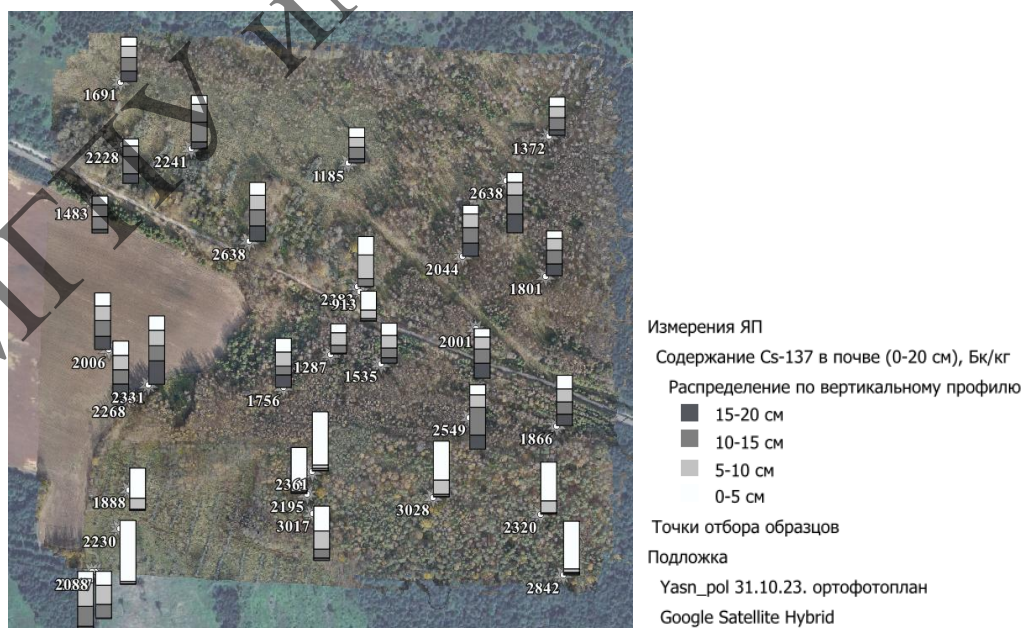 МПГУ им
1691
2228
2241
1185
1372
2638
1483
2638
2044
1801
913
2001
2006
1287
1535
2331
2268
1756
2549
1866
1888
2361
2195
3028
3017
2320
2230
2088
2842
Измерения ЯП
Содержание Cs-137 в почве (0-20 см), Бк/кг
Распределение по вертикальному профилю
15-20 см
10-15 см
5-10 см
0-5 см
Точки отбора образцов
Подложка
Yasn_pol 31.10.23. ортофотоплан
Google Satellite Hybrid